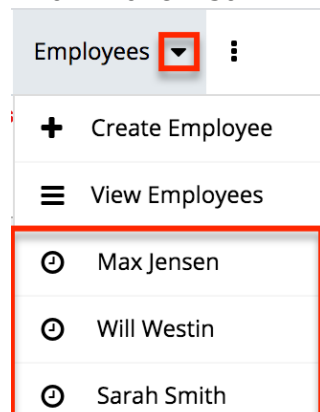 Employees
Create Employee
View Employees
Max Jensen
Will Westin
Sarah Smith